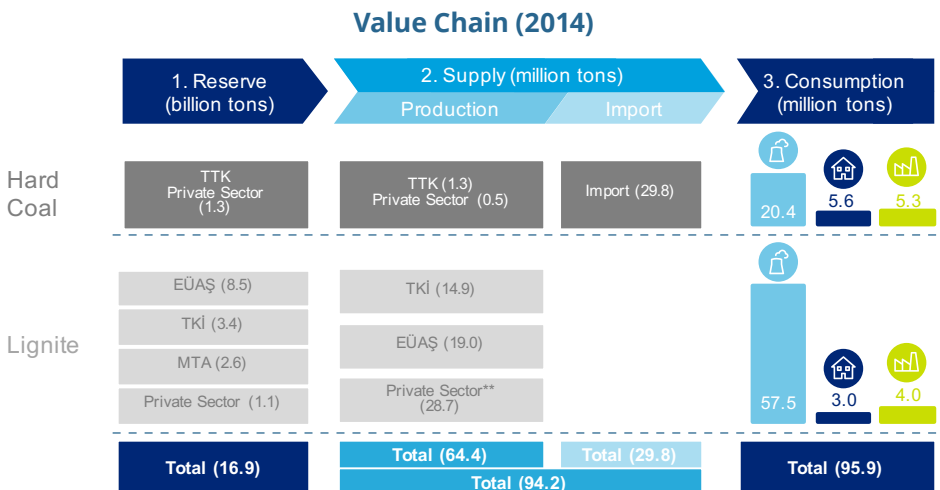 Value Chain (2014)
1. Reserve
(billion tons)
2. Supply (million tons)
Production
Import
3. Consumption
(million tons)
Hard
Coal
TTK
Private Sector
(1.3)
TTK (1.3)
Private Sector (0.5)
Import (29.8)
20.4
5.6
5.3
Lignite
EÜAŞ (8.5)
TKİ (3.4)
MTA (2.6)
Private Sector (1.1)
TKİ (14.9)
EÜAŞ (19.0)
Private Sector**
(28.7)
57.5
3.0
4.0
Total (16.9)
Total (64.4)
Total (29.8)
Total (94.2)
Total (95.9)